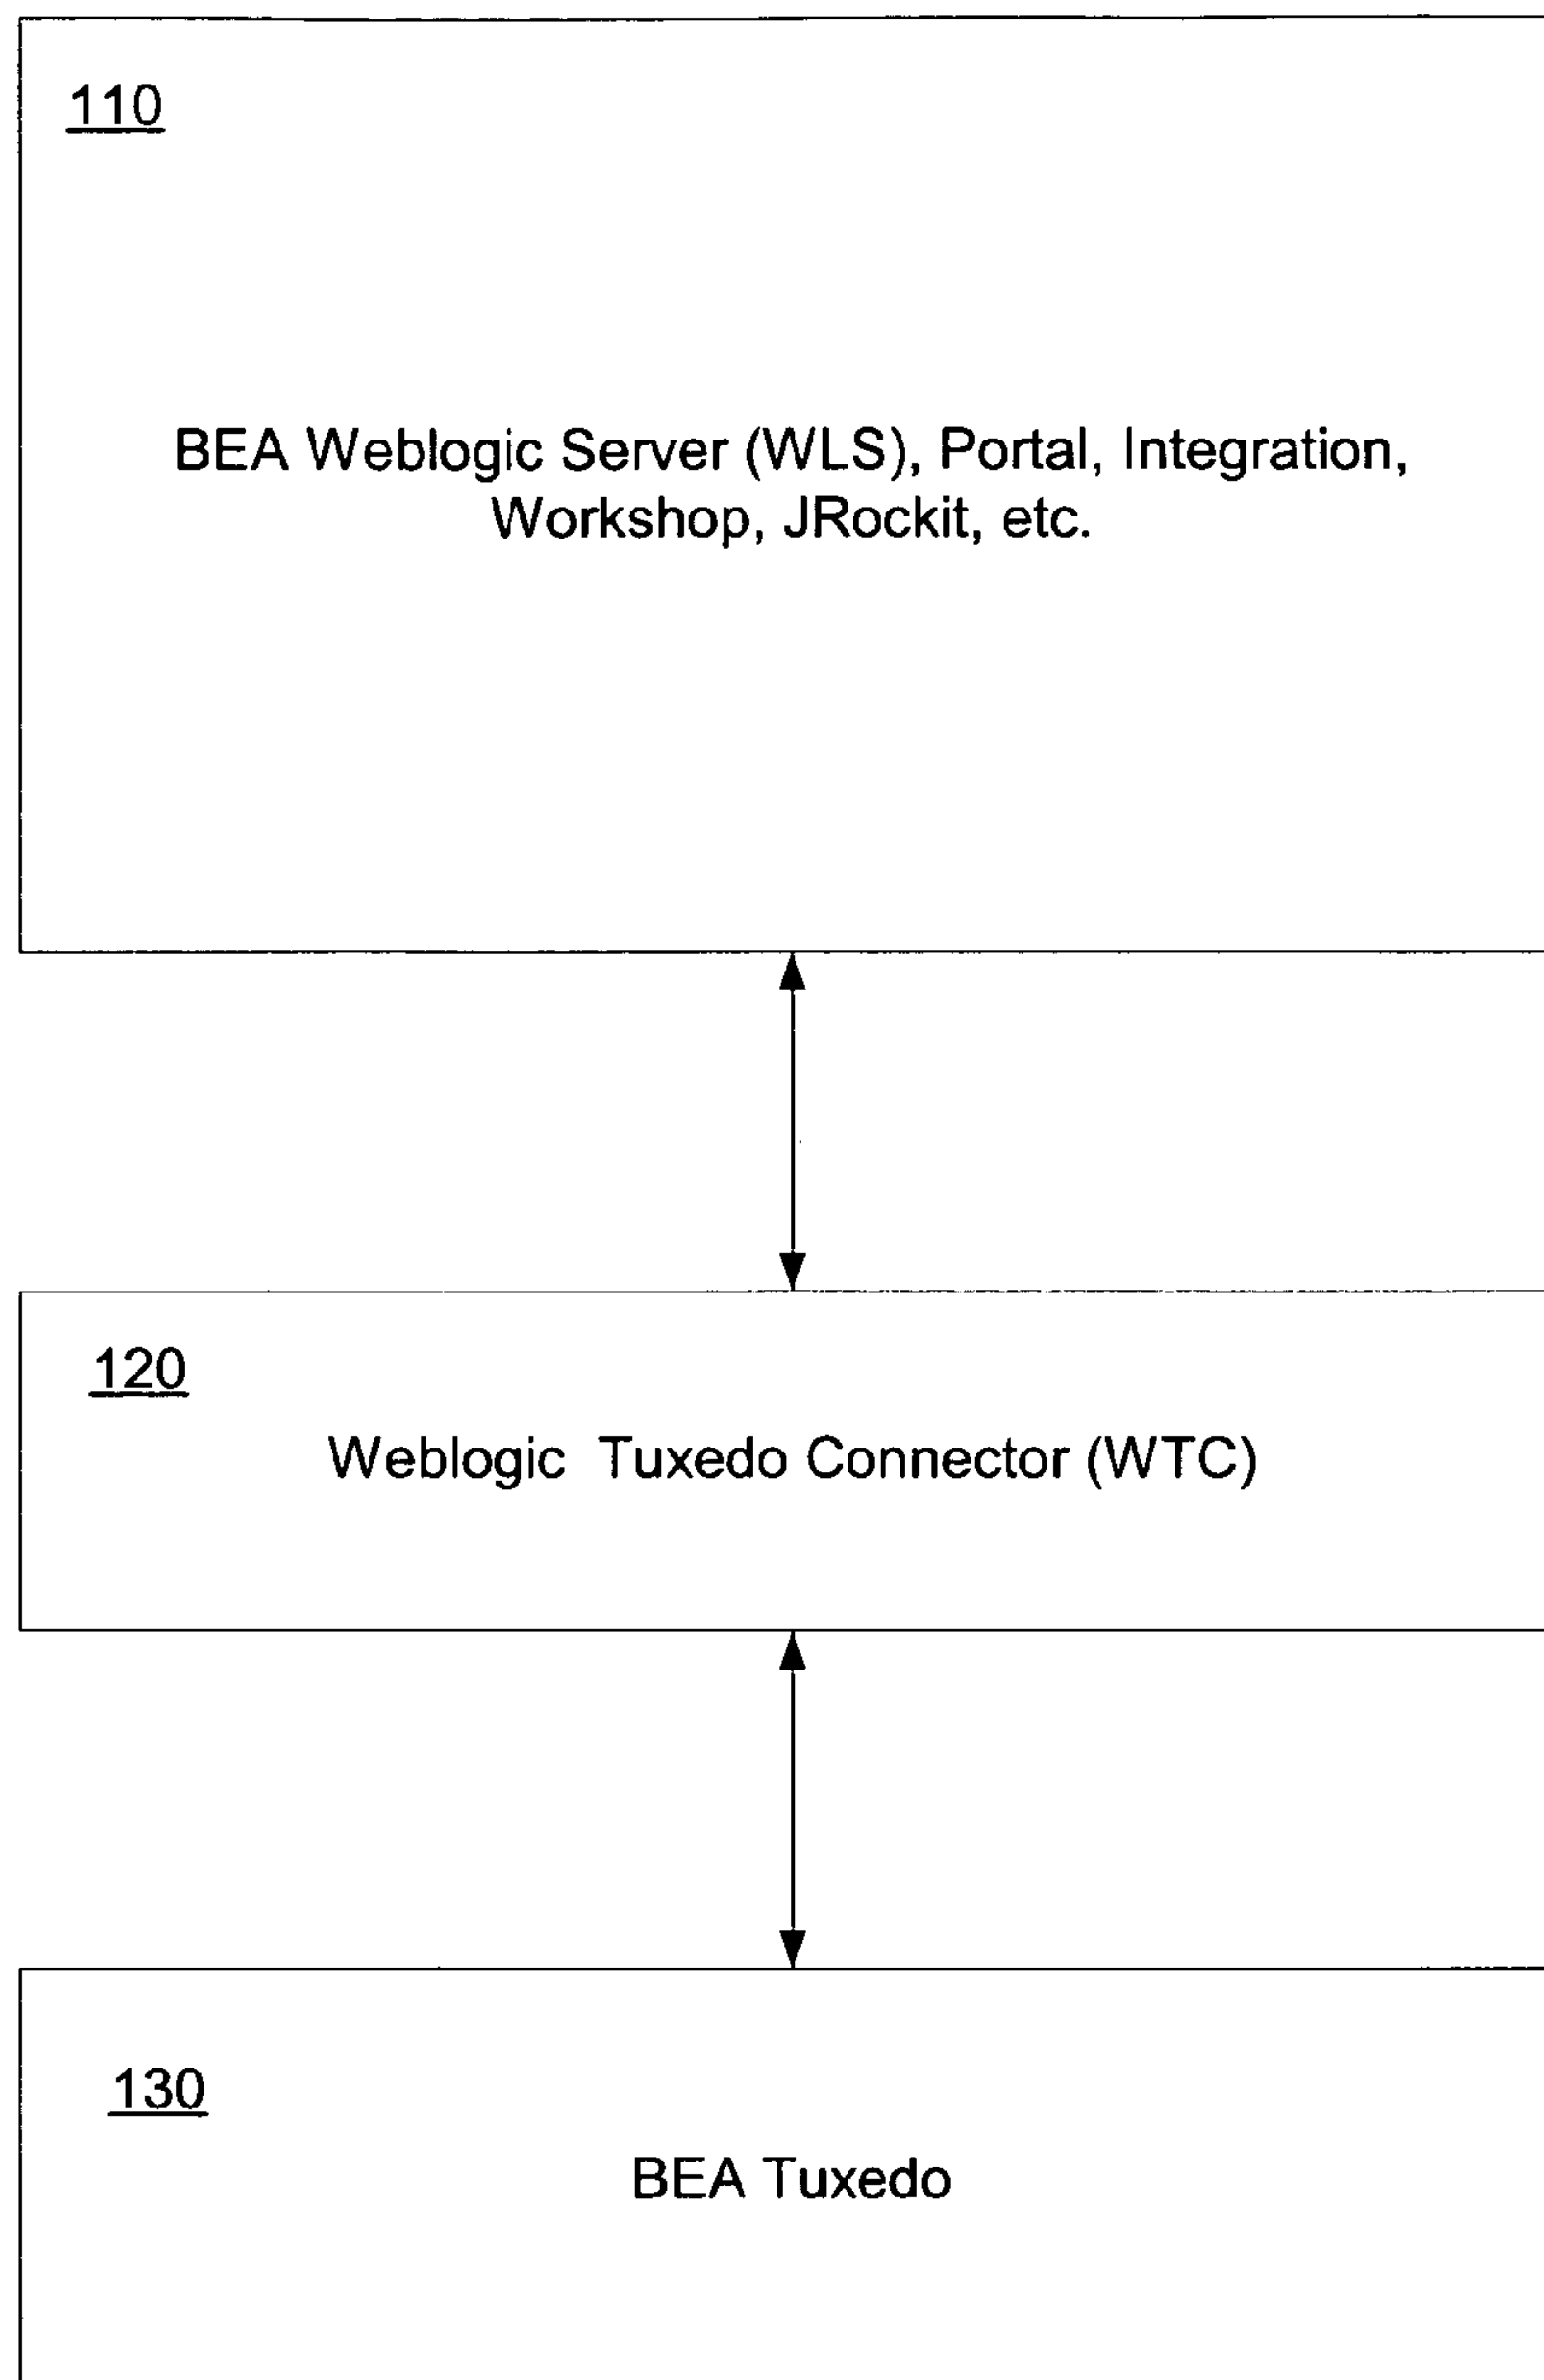 110
BEA Weblogic Server (WLS), Portal, Integration,
Workshop, JRockit, etc.
120
Weblogic Tuxedo Connector (WTC)
130
BEA Tuxedo